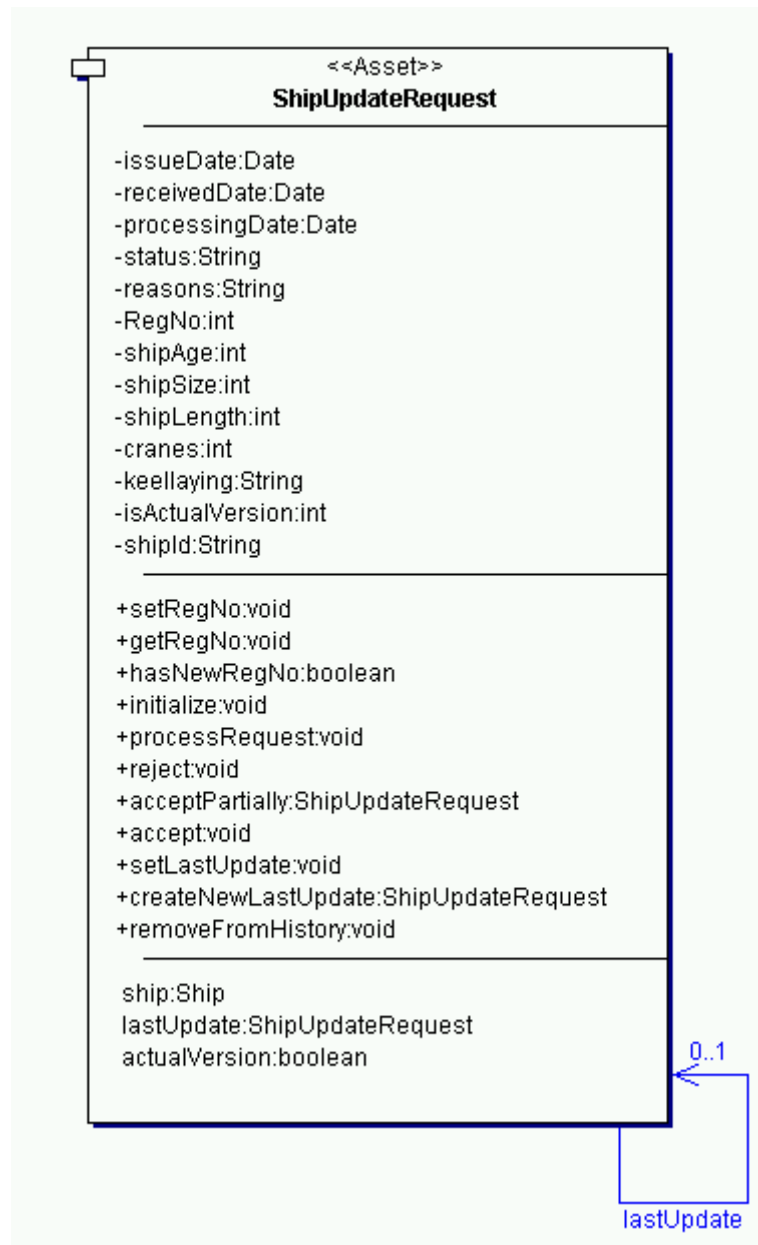 <<Asset>>
ShipUpdateRequest
-issueDate:Date
-receivedDate:Date
-processingDate:Date
-status:String
-reasons:String
-RegNo:int
-shipAge:int
-shipSize:int
-shipLength:int
-cranes:int
-keellaying:String
-isActualVersion:int
-shipId:String
+setRegNo:void
+getRegNo:void
+hasNewRegNo:boolean
+initialize:void
+processRequest:void
+reject:void
+acceptPartially:ShipUpdateRequest
+accept:void
+setLastUpdate:void
+createNewLastUpdate:ShipUpdateRequest
+removeFromHistory:void
ship:Ship
lastUpdate:ShipUpdateRequest
actualVersion:boolean
0..1
lastUpdate